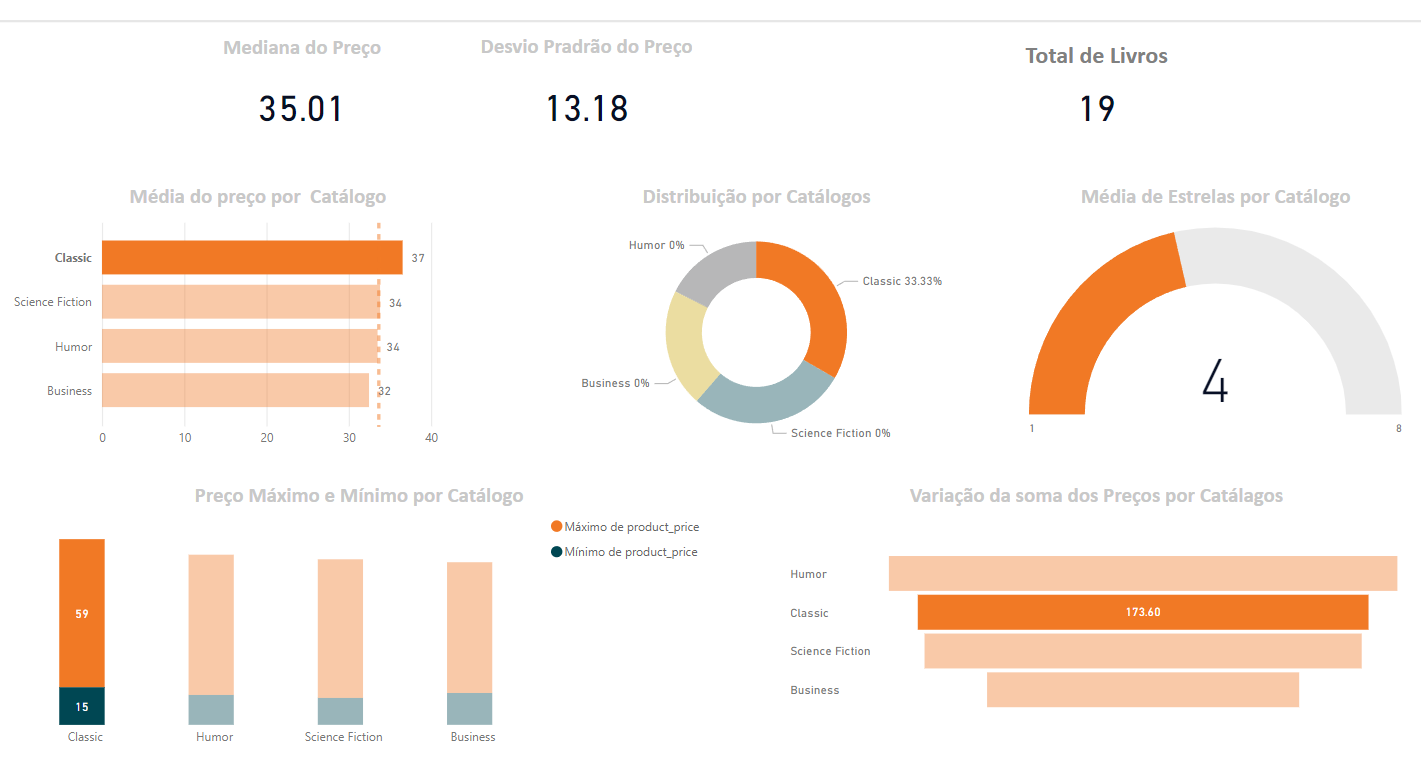 Mediana do Preço
35.01
Desvio Pradrão do Preço
13.18
Total de Livros
19
Média do preço por Catálogo
Classic
37
Science Fiction
34
Humor
34
Business
32
0 10 20 30 40
Distribuição por Catálogos
Humor 0%
Classic 33.33%
Business 0%
Science Fiction 0%
Média de Estrelas por Catálogo
4
1 8
Preço Máximo e Mínimo por Catálogo
Máximo de product_price
Mínimo de product_price
59
15
Classic Humor Science Fiction Business
Variação da soma dos Preços por Catálagos
Humor
Classic
173.60
Science Fiction
Business